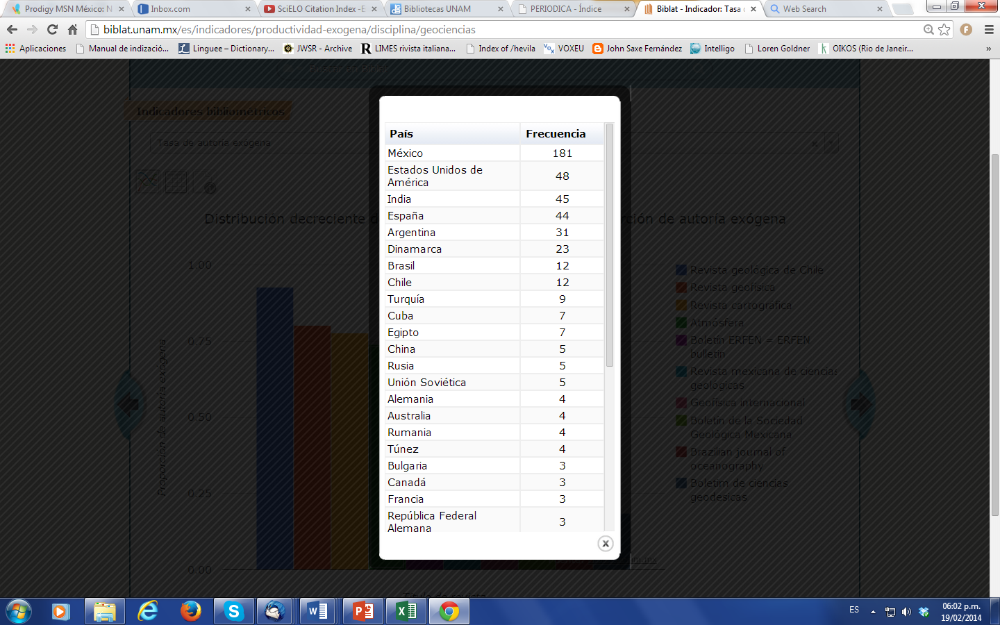 Prodigy MSN México: N
Inbox.com
SciELO Citation Index -E
Bibliotecas UNAM
PERIODICA - Índice
Biblat - Indicador: Tasa
Web Search
biblat.unam.mx/es/indicadores/productividad-exogena/disciplina/geociencias
Aplicaciones
Manual de indizació...
Linguee – Dictionary...
JWSR - Archive
LIMES rivista italiana...
Index of /hevila
VOXEU
John Saxe Fernández
Intelligo
Loren Goldner
OIKOS (Rio de Janeir...
»
Indicadores bibliométricos
Tasa de autoría exógena
Distribución decreciente d
rción de autoría exógena
Proporción de autoría exógena
1.00
0.75
0.50
0.25
0.00
País Frecuencia
México 181
Estados Unidos de
América 48
India 45
España 44
Argentina 31
Dinamarca 23
Brasil 12
Chile 12
Turquía 9
Cuba 7
Egipto 7
China 5
Rusia 5
Unión Soviética 5
Alemania 4
Australia 4
Rumania 4
Túnez 4
Bulgaria 3
Canadá 3
Francia 3
República Federal
Alemana 3
Revista geológica de Chile
Revista geofísica
Revista cartográfica
Atmósfera
Boletín ERFEN = ERFEN
bulletin
Revista mexicana de ciencias
geológicas
Geofísica internacional
Boletín de la Sociedad
Geológica Mexicana
Brazilian journal of
oceanography
Boletim de ciencias
geodesicas
ES
06:02 p.m.
19/02/2014